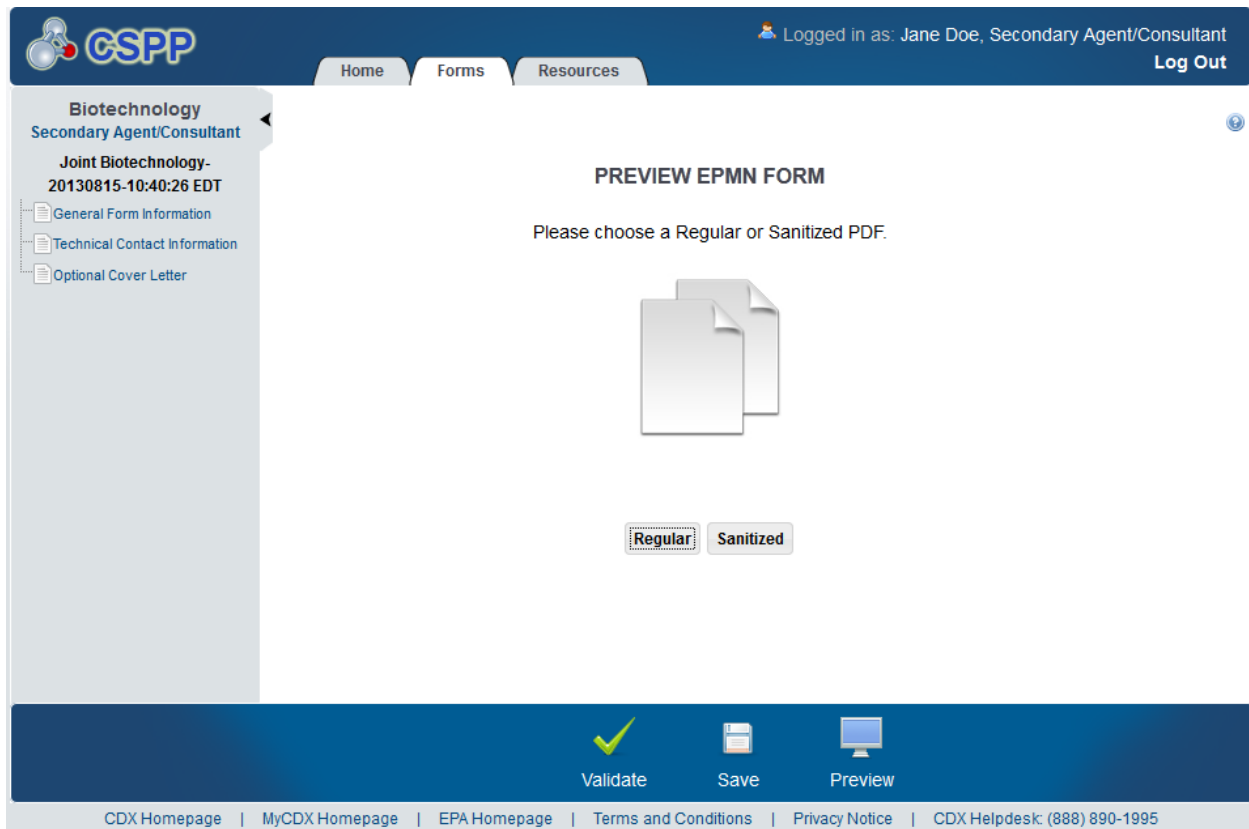 CSPP
Logged in as: Jane Doe, Secondary Agent/Consultant
Log Out
Home Forms Resources
Biotechnology
Secondary Agent/Consultant
Joint Biotechnology-
20130815-10:40:26 EDT
General Form Information
Technical Contact Information
Optional Cover Letter
PREVIEW EPMN FORM
Please choose a Regular or Sanitized PDF.
Regular Sanitized
Validate Save Preview
CDX Homepage | MyCDX Homepage | EPA Homepage | Terms and Conditions | Privacy Notice | CDX Helpdesk: (888) 890-1995